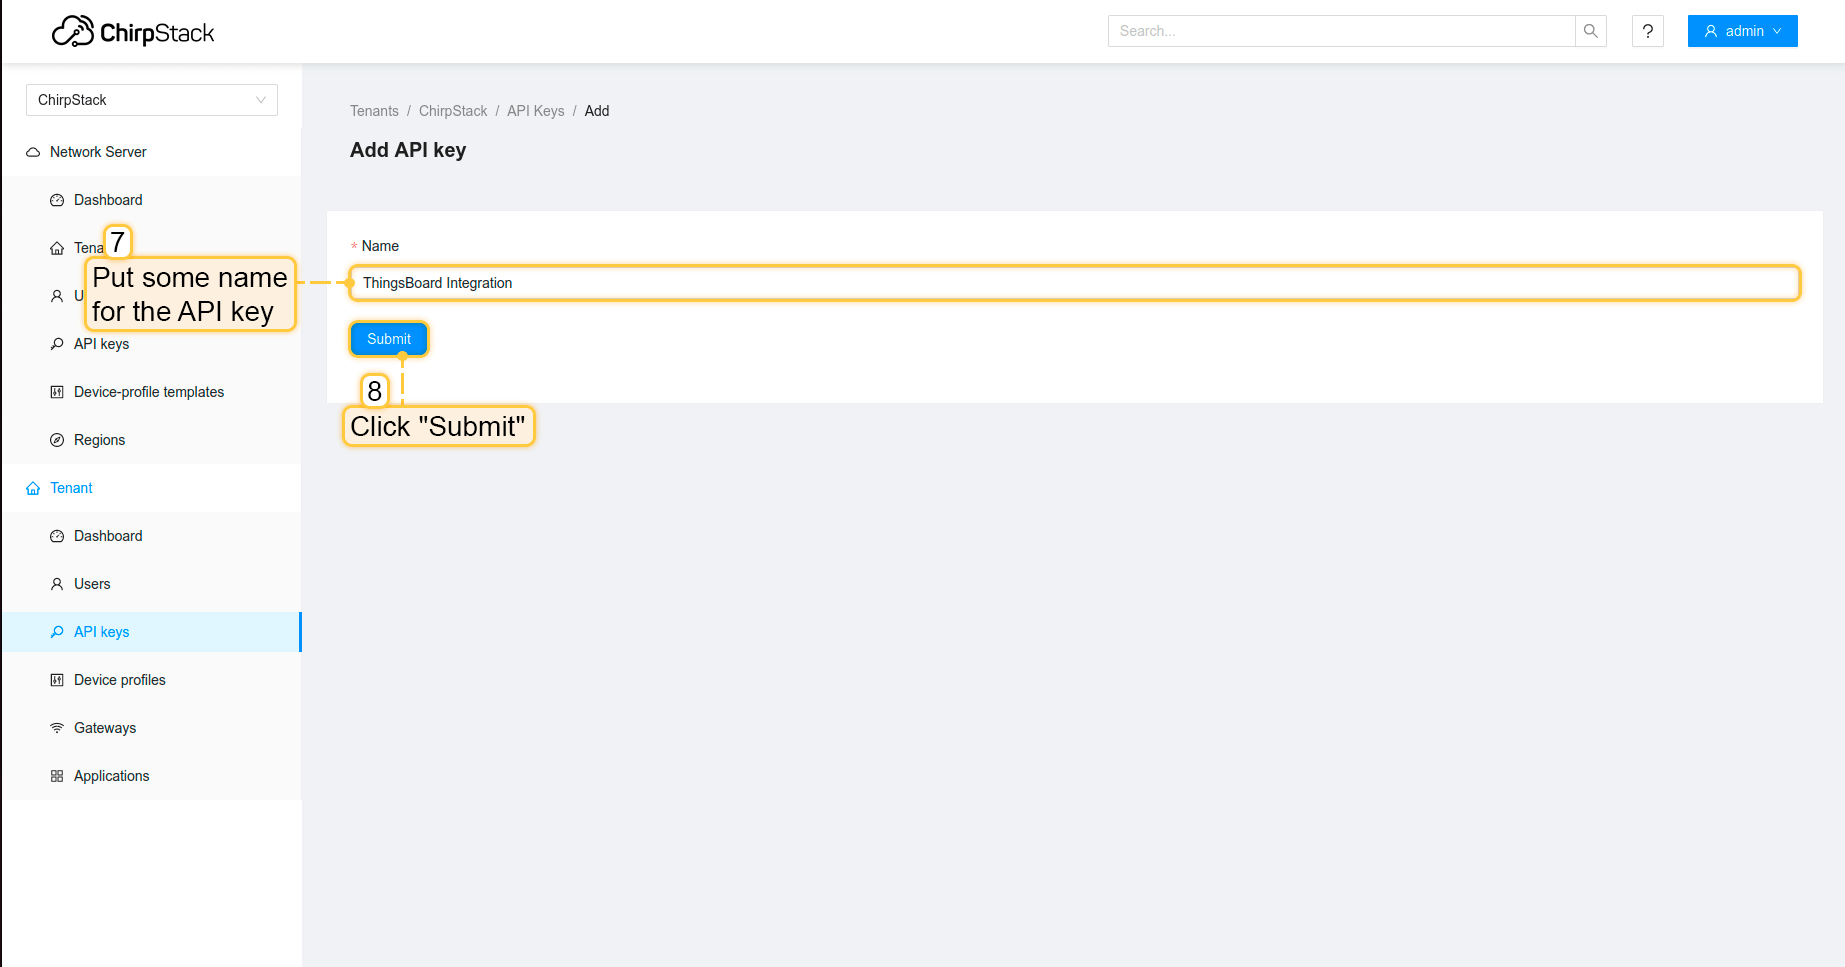 ChirpStack
Search...
?
admin
ChirpStack
Network Server
Dashboard
Tena
U
API keys
Device-profile templates
Regions
Tenant
Dashboard
Users
API keys
Device profiles
Gateways
Applications
Tenants / ChirpStack / API Keys / Add
Add API key
* Name
ThingsBoard Integration
Submit
7
Put some name
for the API key
8
Click "Submit"